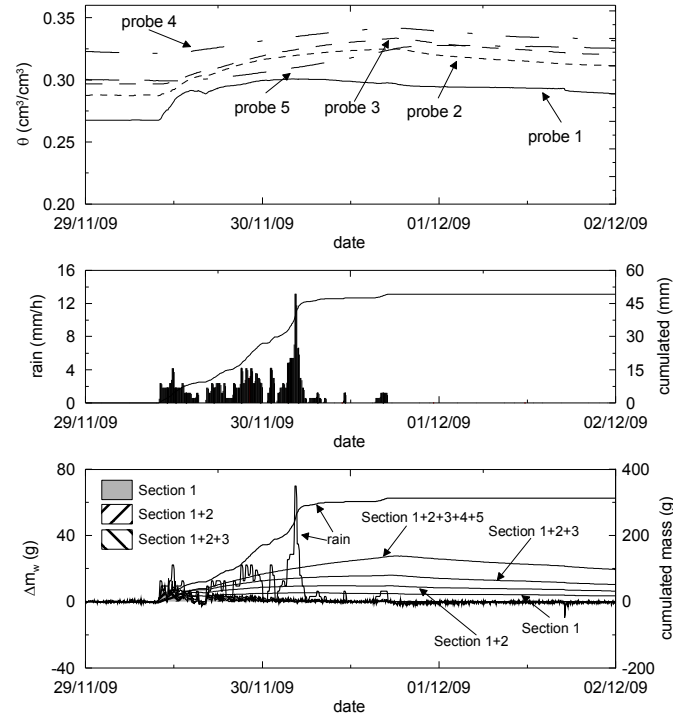 0.35
0.30
0.25
0.20
θ (cm³/cm³)
probe 4
probe 5
probe 3
probe 2
probe 1
29/11/09 30/11/09 01/12/09 02/12/09
date
16
12
8
4
0
rain (mm/h)
60
45
30
15
0
cumulated (mm)
29/11/09 30/11/09 01/12/09 02/12/09
date
80
40
0
-40
Δm_w (g)
Section 1
Section 1+2
Section 1+2+3
rain
Section 1+2+3+4+5
Section 1+2+3
Section 1+2
Section 1
400
300
200
100
0
-100
-200
cumulated mass (g)
29/11/09 30/11/09 01/12/09 02/12/09
date